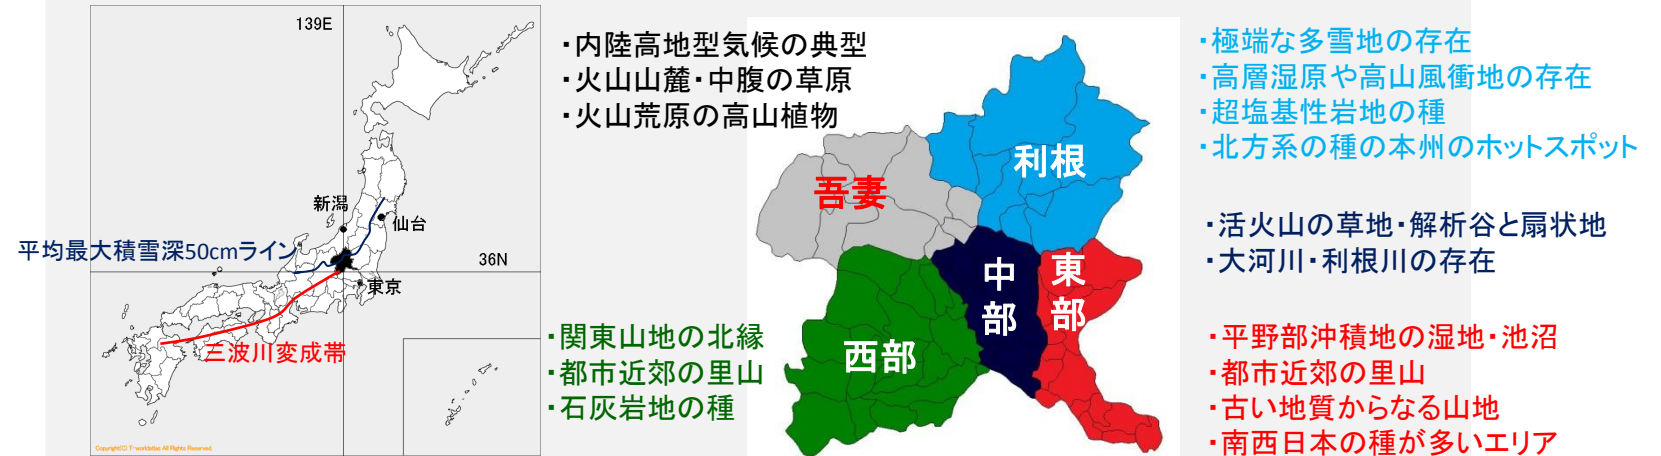 139E
新潟
仙台
平均最大積雪深50cmライン
36N
東京
三波川変成帯
Copyright(C) T-worldatlas All Rights Reserved.
・内陸高地型気候の典型
・火山山麓・中腹の草原
・火山荒原の高山植物
・関東山地の北縁
・都市近郊の里山
・石灰岩地の種
利根
吾妻
中部
東部
西部
・極端な多雪地の存在
・高層湿原や高山風衝地の存在
・超塩基性岩地の種
・北方系の種の本州のホットスポット
・活火山の草地・解析谷と扇状地
・大河川・利根川の存在
・平野部沖積地の湿地・池沼
・都市近郊の里山
・古い地質からなる山地
・南西日本の種が多いエリア